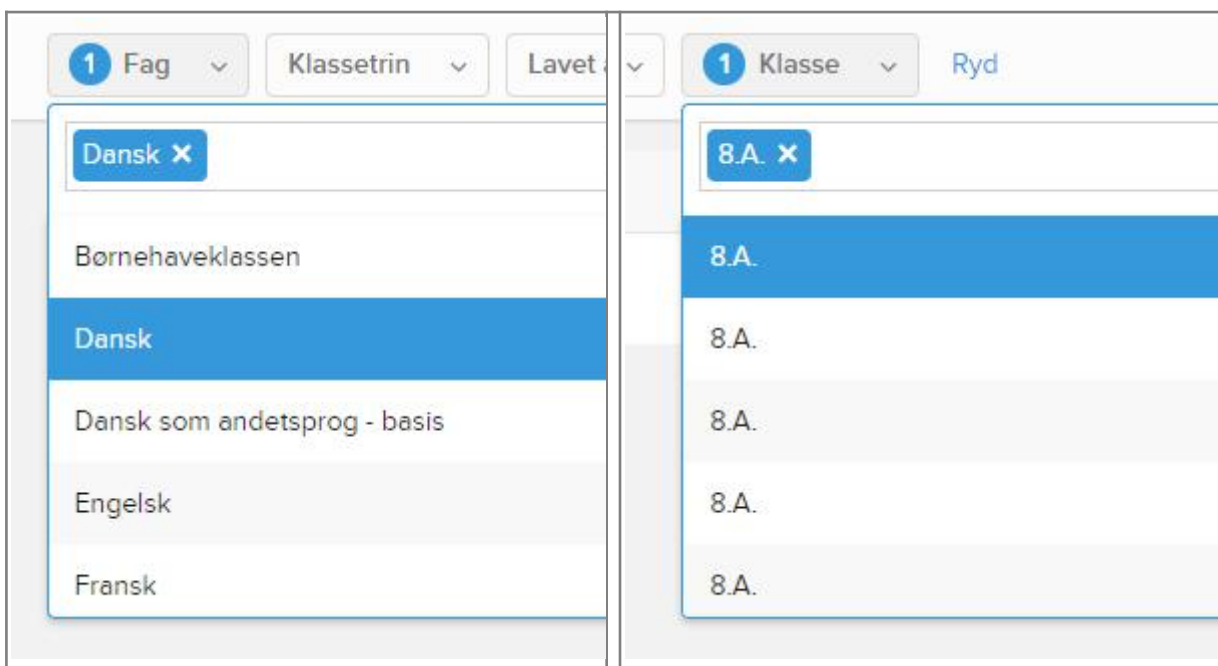 1 Fag
Klassetrin
Lavet
Dansk ×
Børnehaveklassen
Dansk
Dansk som andetsprog - basis
Engelsk
Fransk
1 Klasse
Ryd
8.A. ×
8.A.
8.A.
8.A.
8.A.
8.A.